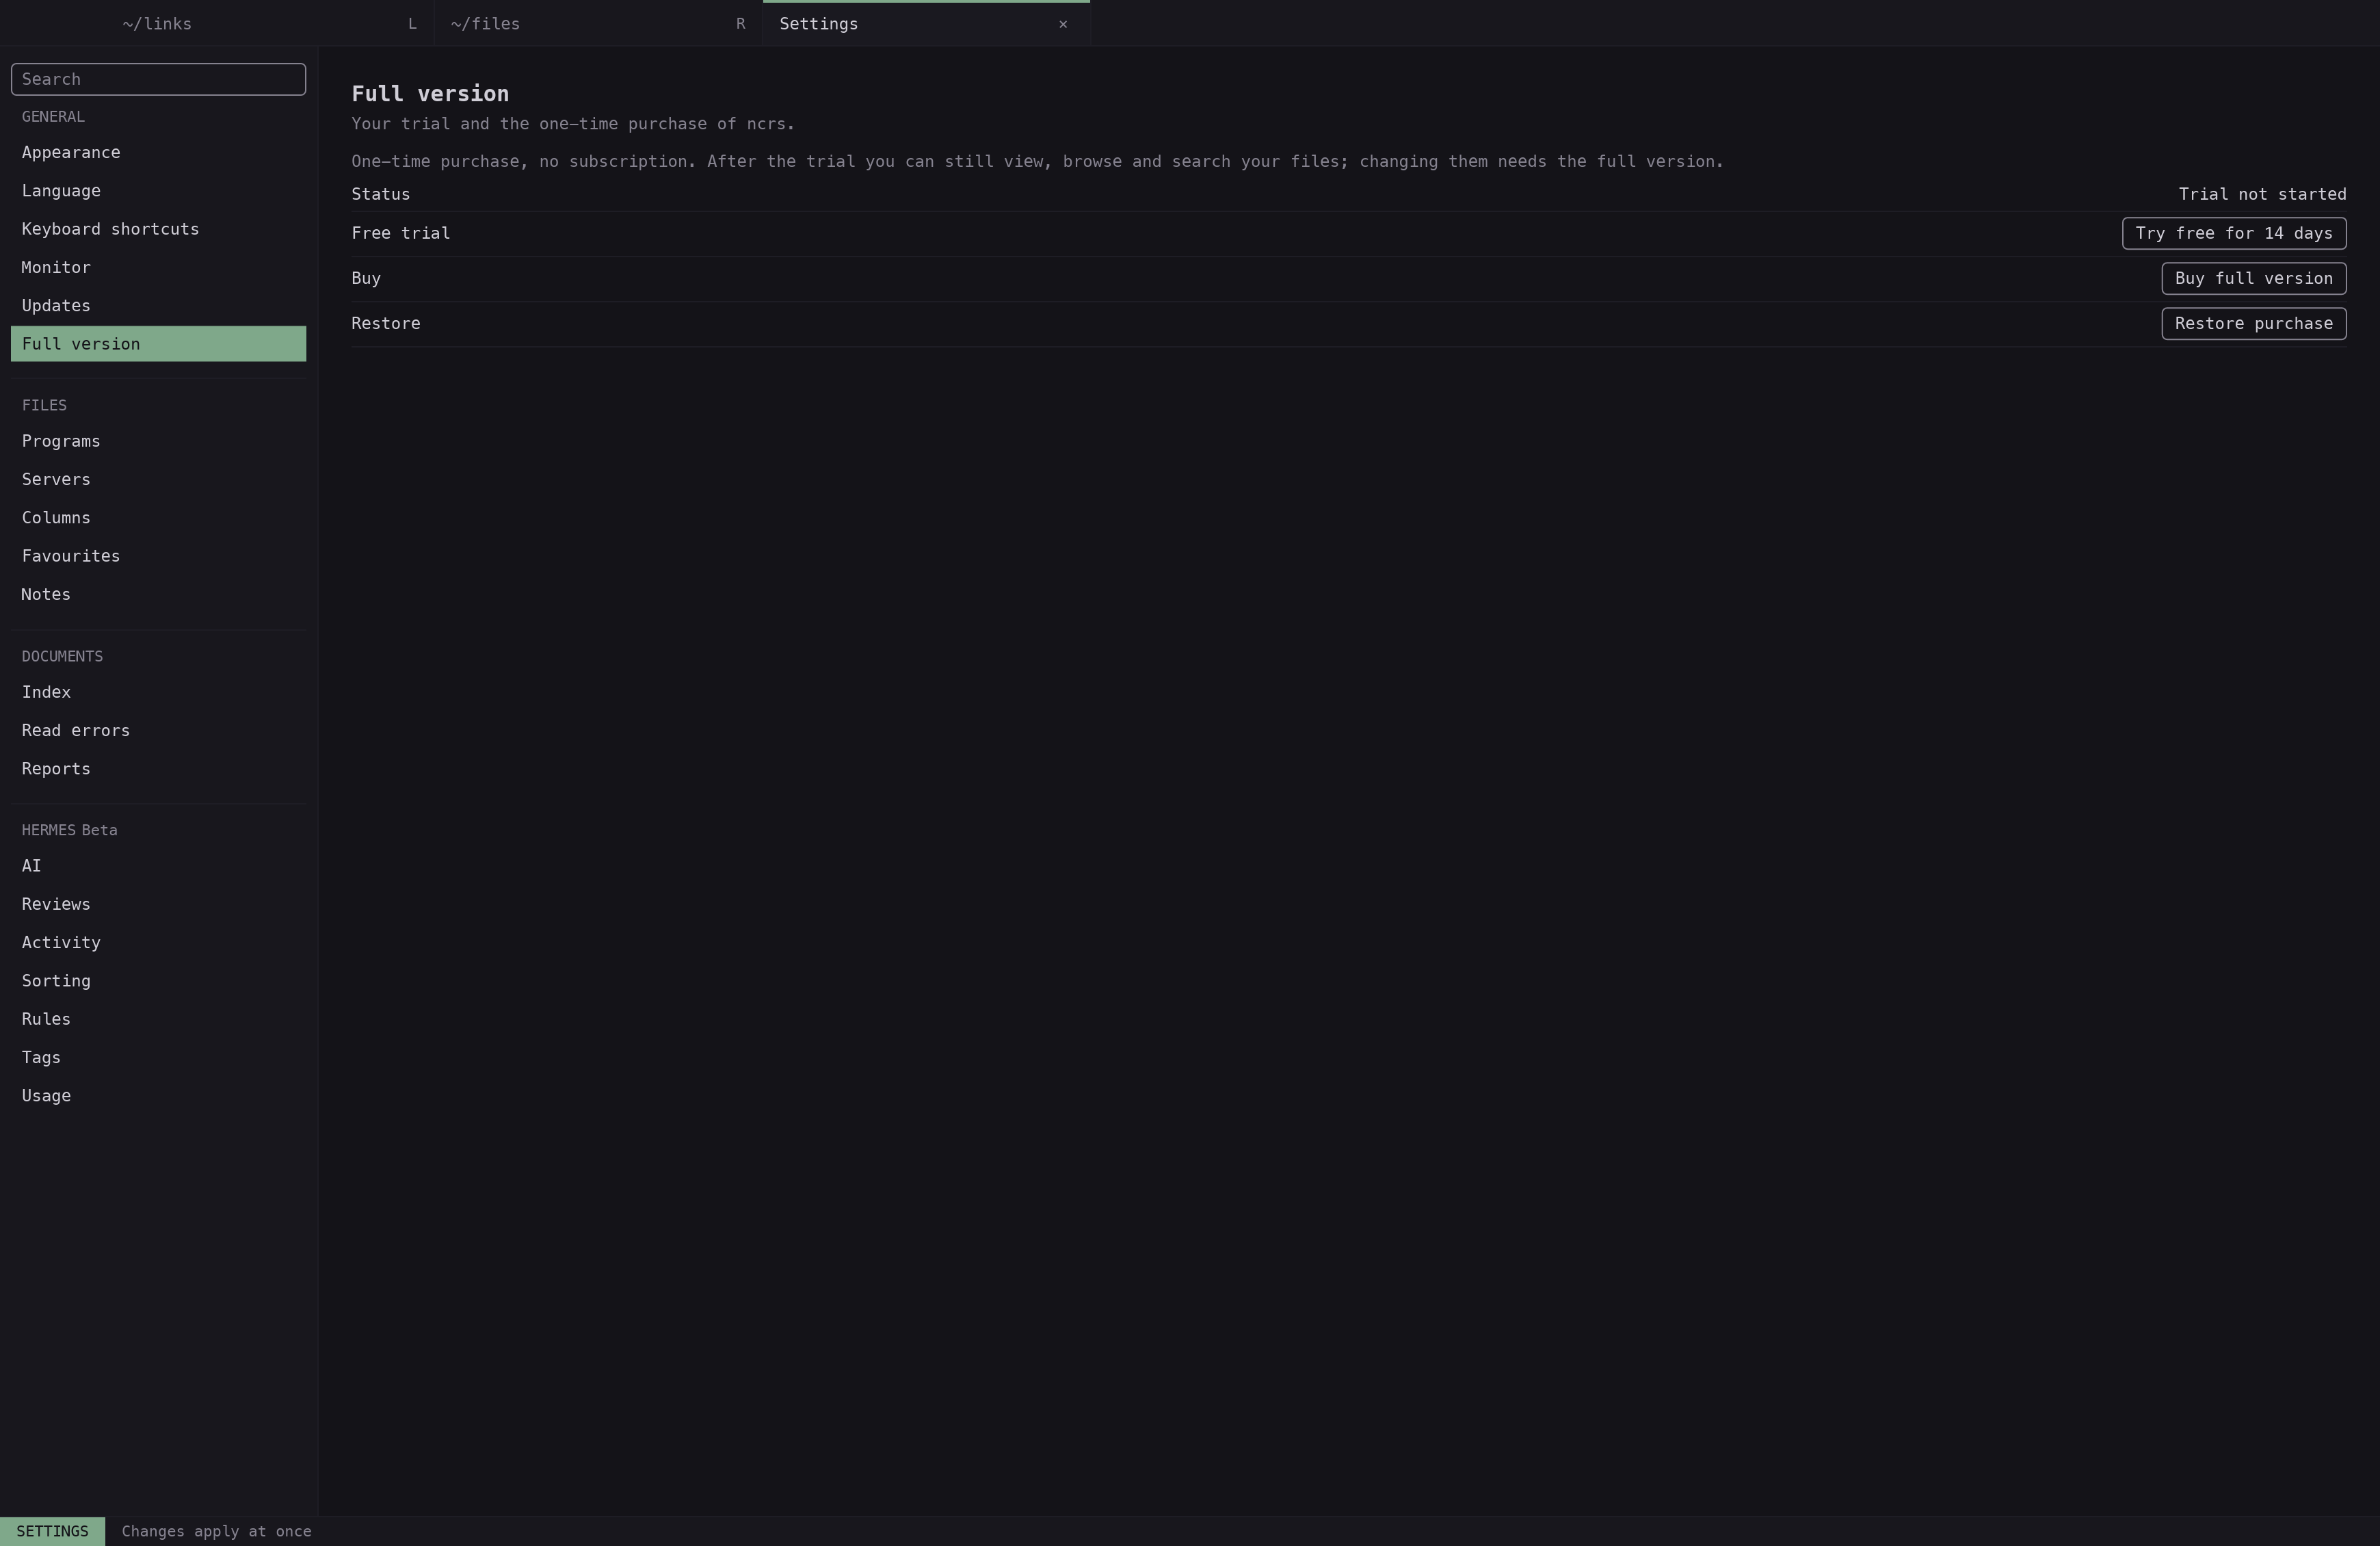 ~/links L ~/files R Settings ×
Search
GENERAL
Appearance
Language
Keyboard shortcuts
Monitor
Updates
Full version
FILES
Programs
Servers
Columns
Favourites
Notes
DOCUMENTS
Index
Read errors
Reports
HERMES Beta
AI
Reviews
Activity
Sorting
Rules
Tags
Usage
Full version
Your trial and the one-time purchase of ncrs.
One-time purchase, no subscription. After the trial you can still view, browse and search your files; changing them needs the full version.
Status Trial not started
Free trial Try free for 14 days
Buy Buy full version
Restore Restore purchase
SETTINGS Changes apply at once